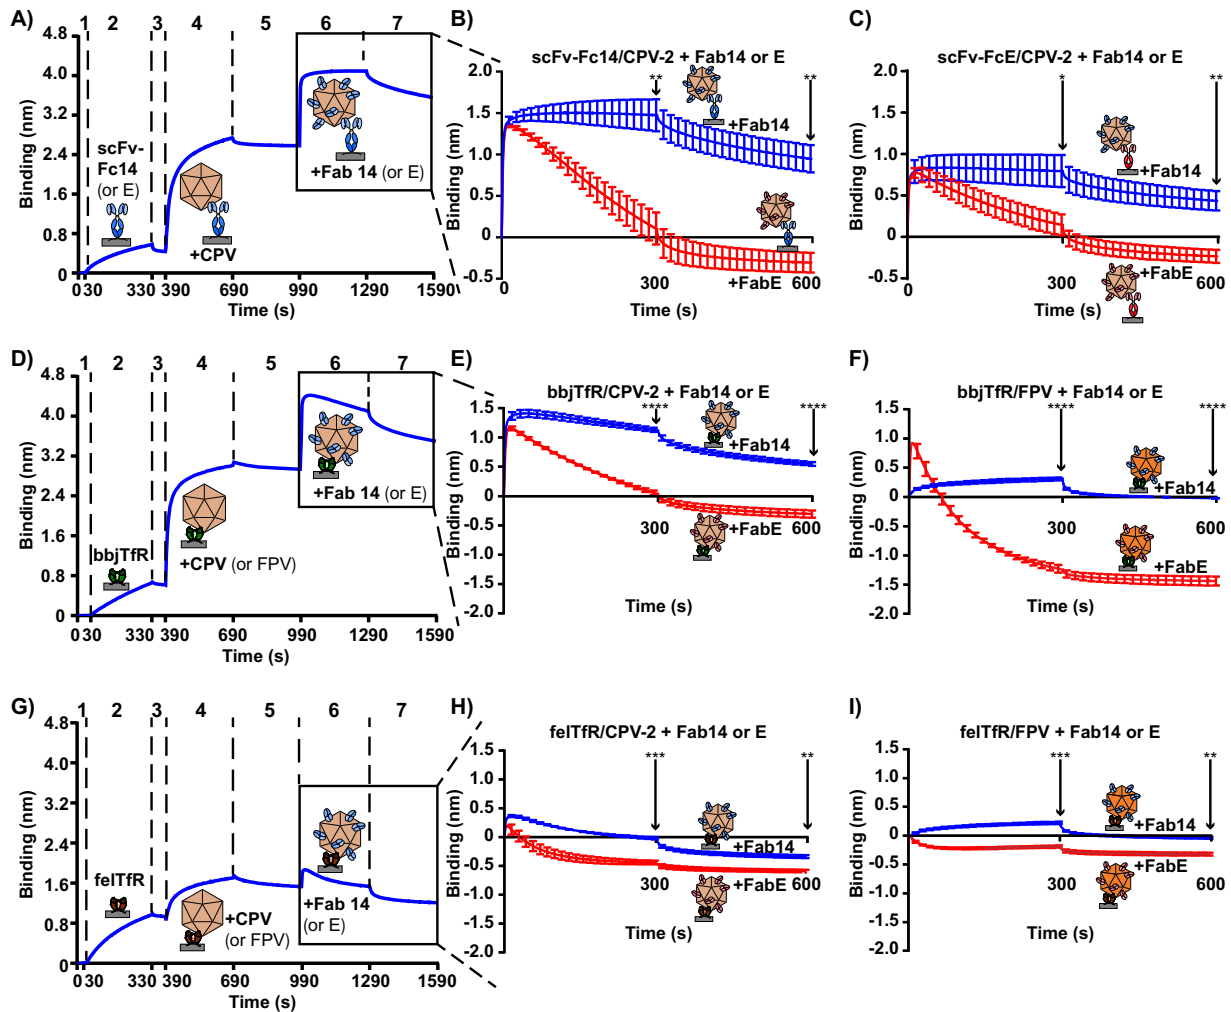 A)
1 2 3 4 5 6 7
4.8
4.0
3.2
2.4
1.6
0.8
0
Binding (nm)
scFv-
Fc14
(or E)
+CPV
+Fab 14 (or E)
0 30 330 390 690 990 1290 1590
Time (s)
B)
scFv-Fc14/CPV-2 + Fab14 or E
2.0
1.5
1.0
0.5
0
-0.5
Binding (nm)
** **
+Fab14
+FabE
0 300 600
Time (s)
C)
scFv-FcE/CPV-2 + Fab14 or E
2.0
1.5
1.0
0.5
0
-0.5
Binding (nm)
* **
+Fab14
+FabE
0 300 600
Time (s)
D)
1 2 3 4 5 6 7
4.8
4.0
3.2
2.4
1.6
0.8
0
Binding (nm)
bbjTfR
+CPV (or FPV)
+Fab 14 (or E)
0 30 330 390 690 990 1290 1590
Time (s)
E)
bbjTfR/CPV-2 + Fab14 or E
1.5
1.0
0.5
0
-0.5
-1.0
-1.5
-2.0
Binding (nm)
**** ****
+Fab14
300 600
+FabE
Time (s)
F)
bbjTfR/FPV + Fab14 or E
1.5
1.0
0.5
0
-0.5
-1.0
-1.5
-2.0
Binding (nm)
**** ****
+Fab14
300 600
+FabE
Time (s)
G)
1 2 3 4 5 6 7
4.8
4.0
3.2
2.4
1.6
0.8
0
Binding (nm)
felTfR
+CPV
(or FPV)
+Fab 14
(or E)
0 30 330 390 690 990 1290 1590
Time (s)
H)
felTfR/CPV-2 + Fab14 or E
1.5
1.0
0.5
0
-0.5
-1.0
-1.5
-2.0
Binding (nm)
*** **
+Fab14
300 600
+FabE
Time (s)
I)
felTfR/FPV + Fab14 or E
1.5
1.0
0.5
0
-0.5
-1.0
-1.5
-2.0
Binding (nm)
*** **
+Fab14
300 600
+FabE
Time (s)